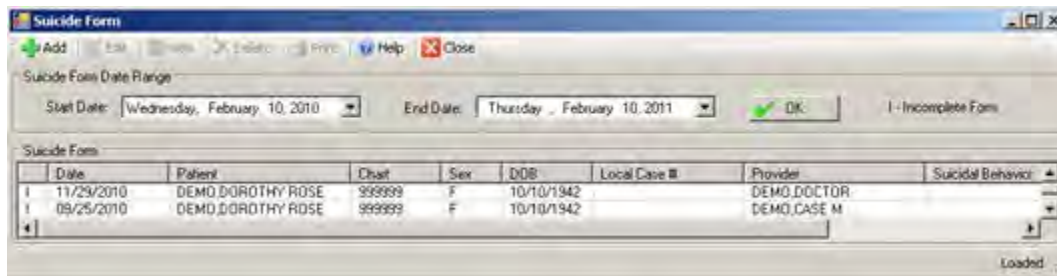 Suicide Form
Add Edit View Delete Print Help Close
Suicide Form Date Range
Start Date: Wednesday, February 10, 2010 End Date: Thursday , February 10, 2011 OK I - Incomplete Form
Suicide Form
Date Patient Chart Sex DOB Local Case # Provider Suicidal Behavior
I 11/29/2010 DEMO,DOROTHY ROSE 999999 F 10/10/1942 DEMO,DOCTOR
I 09/25/2010 DEMO,DOROTHY ROSE 999999 F 10/10/1942 DEMO,CASE M
Loaded